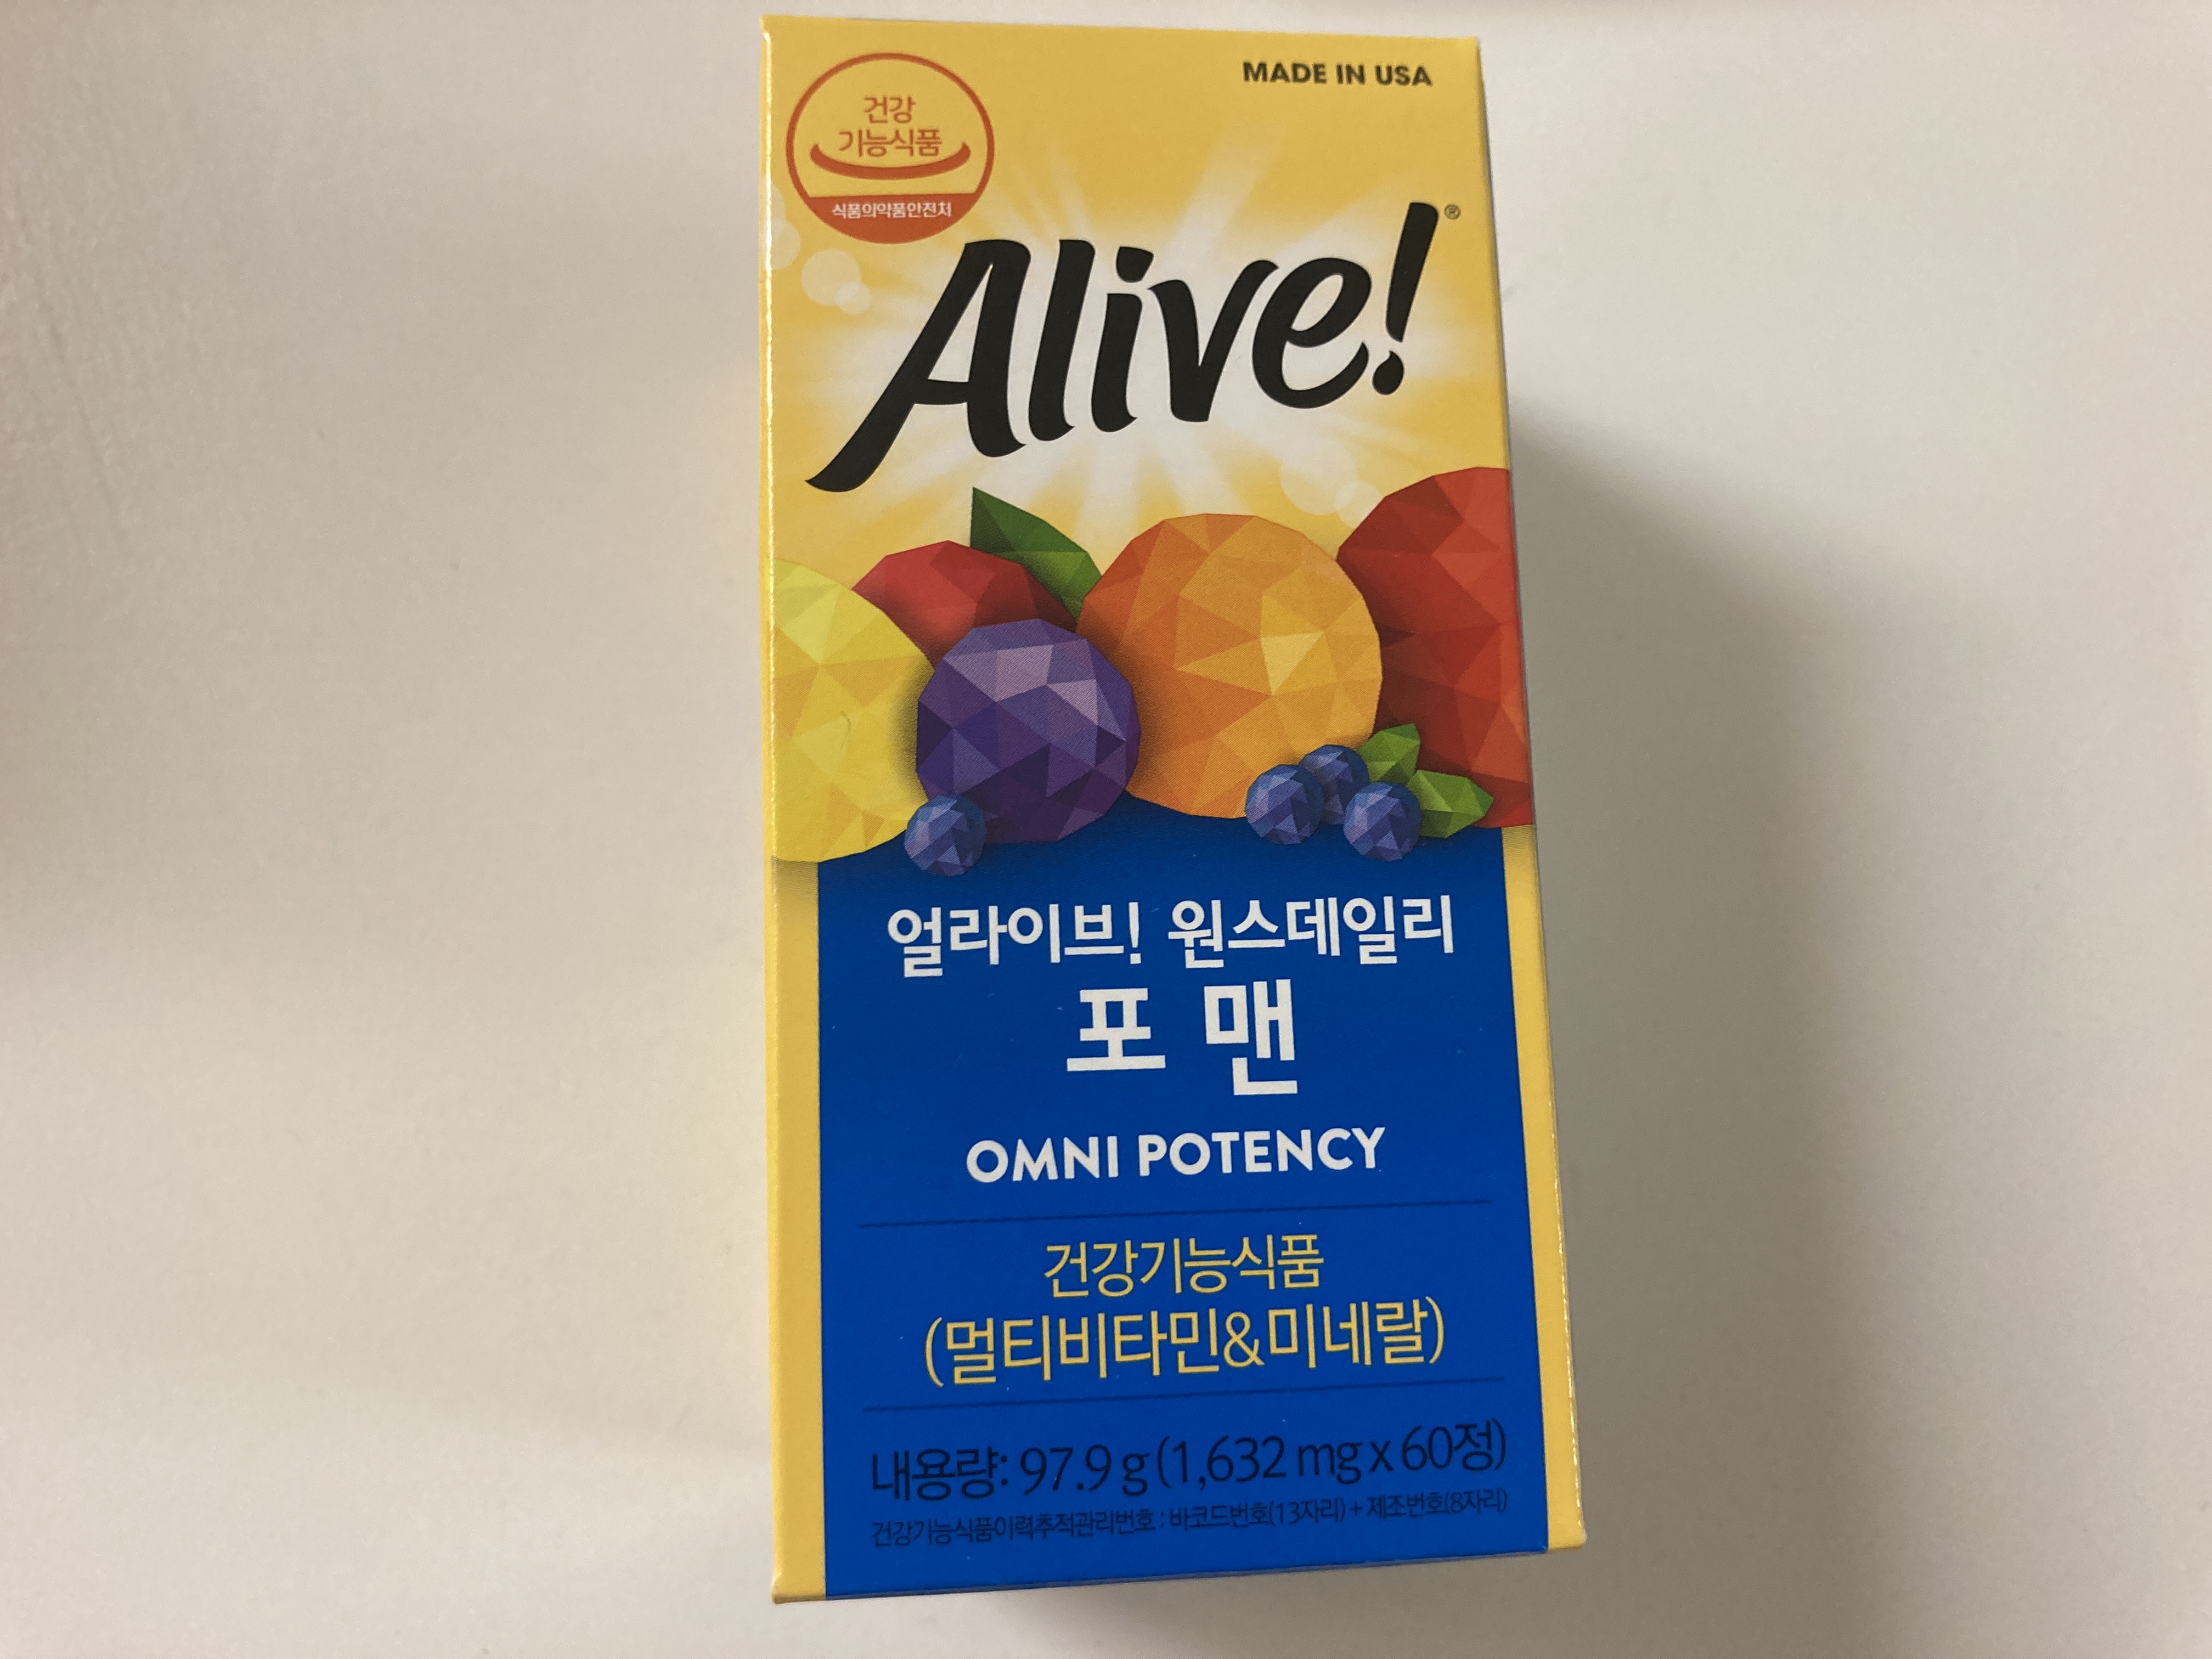 건강
기능식품
식품의약품안전처
MADE IN USA
Alive!®
얼라이브! 원스데일리
포 맨
OMNI POTENCY
건강기능식품
(멀티비타민&미네랄)
내용량: 97.9 g (1,632 mg x 60정)
건강기능식품이력추적관리번호 : 바코드번호(13자리) + 제조번호(8자리)